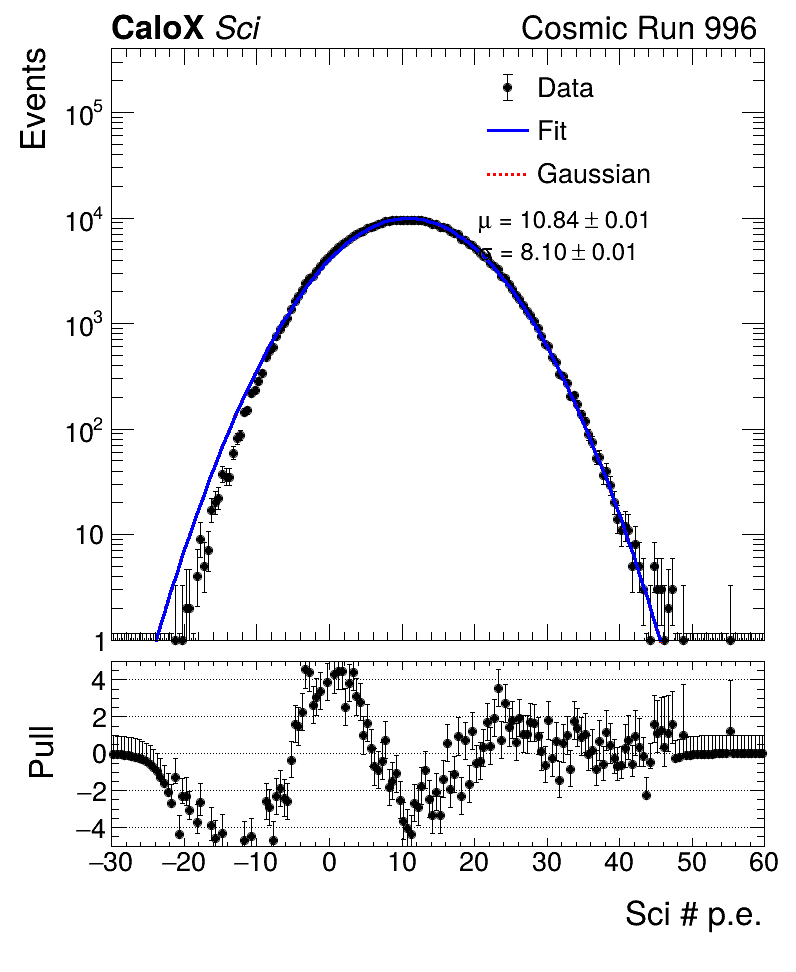 CaloX Sci
Cosmic Run 996
Events
Data
Fit
Gaussian
μ = 10.84 ± 0.01
σ = 8.10 ± 0.01
10^5
10^4
10^3
10^2
10
1
Pull
4
2
0
−2
−4
−30 −20 −10 0 10 20 30 40 50 60
Sci # p.e.